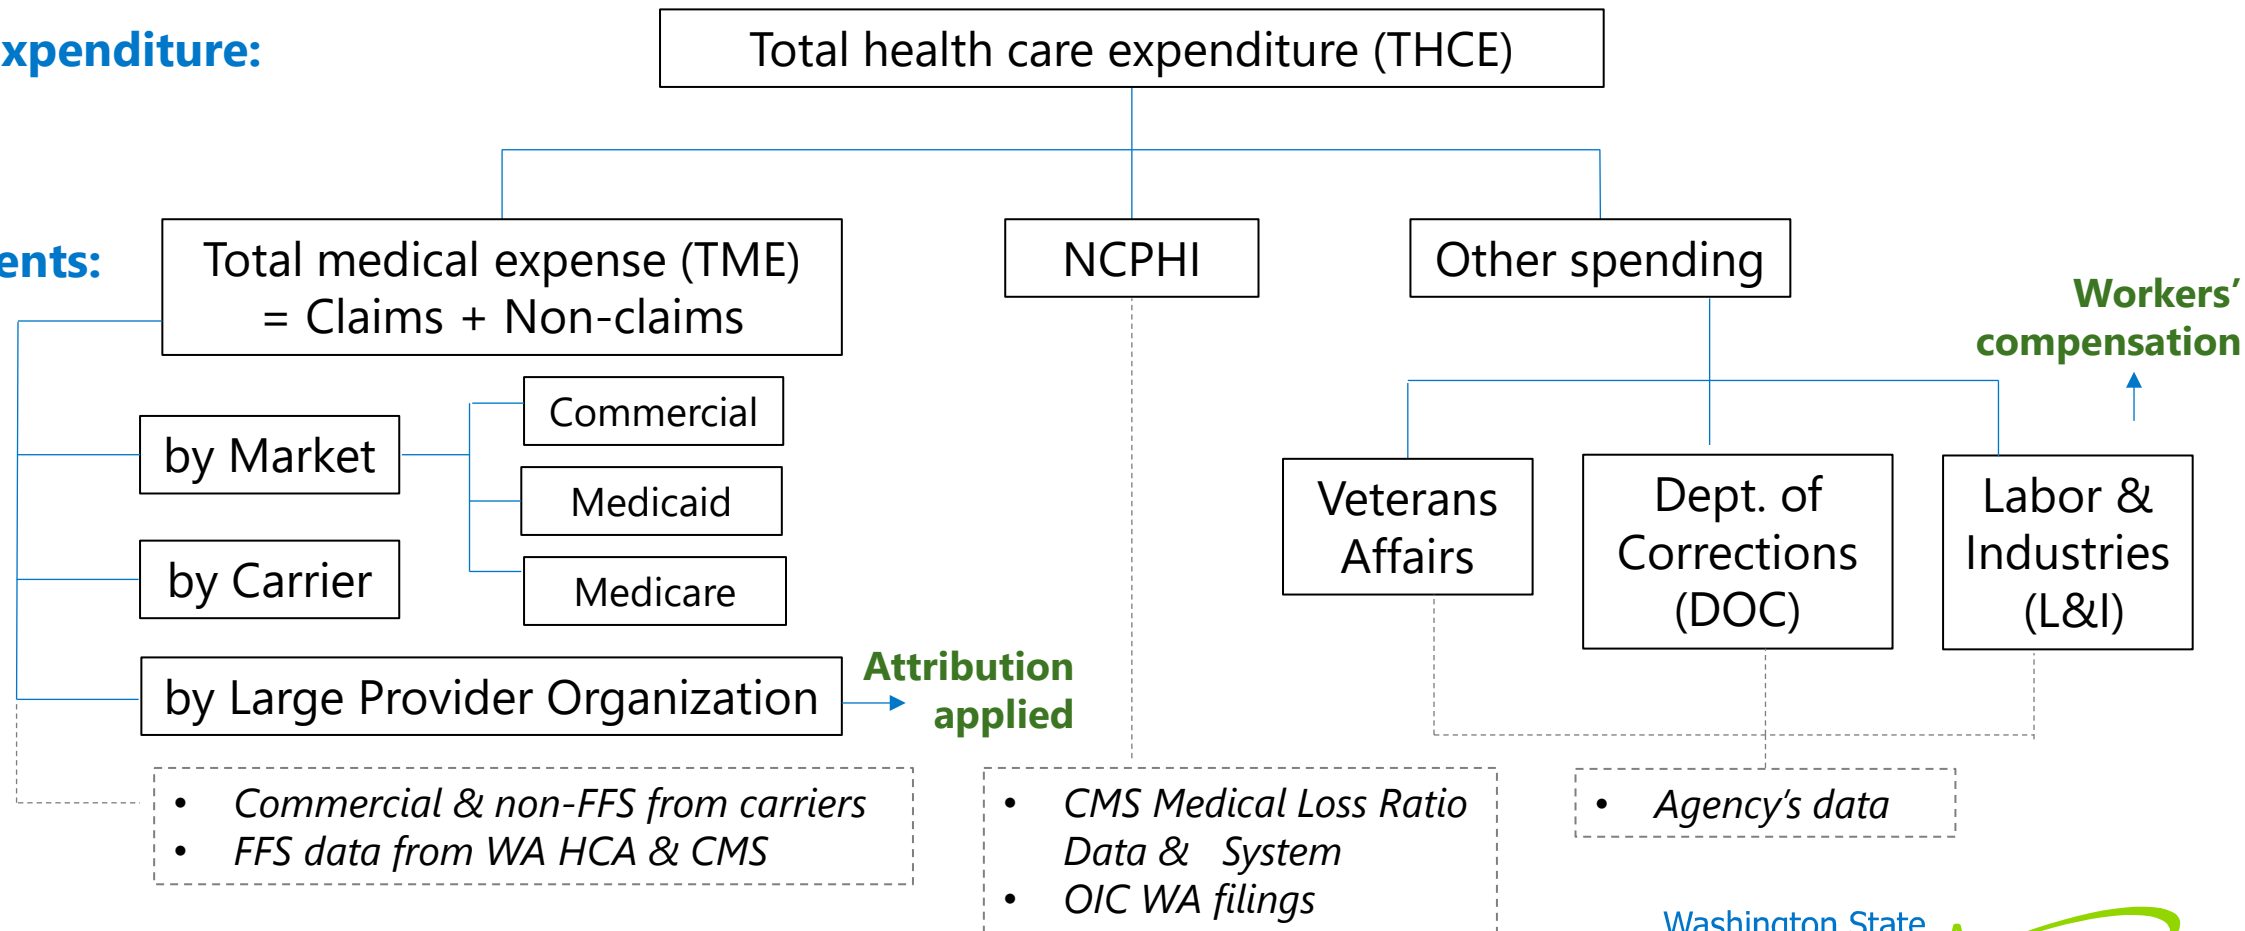 xpenditure:
Total health care expenditure (THCE)
ents:
Total medical expense (TME)
= Claims + Non-claims
NCPHI
Other spending
Workers’
compensation
by Market
Commercial
Medicaid
Medicare
by Carrier
by Large Provider Organization
Attribution
applied
Veterans
Affairs
Dept. of
Corrections
(DOC)
Labor &
Industries
(L&I)
• Commercial & non-FFS from carriers
• FFS data from WA HCA & CMS
• CMS Medical Loss Ratio
Data & System
• OIC WA filings
• Agency’s data
Washington State